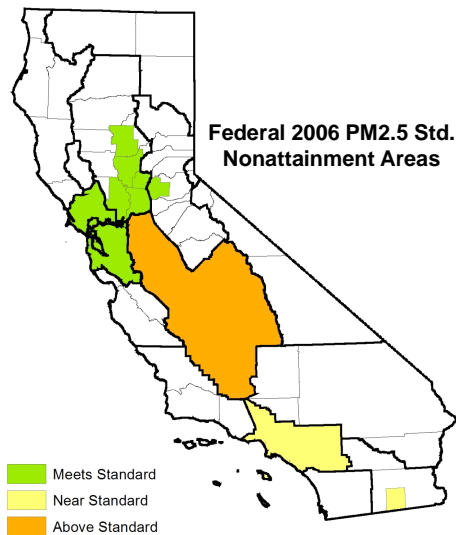 Federal 2006 PM2.5 Std.
Nonattainment Areas
Meets Standard
Near Standard
Above Standard